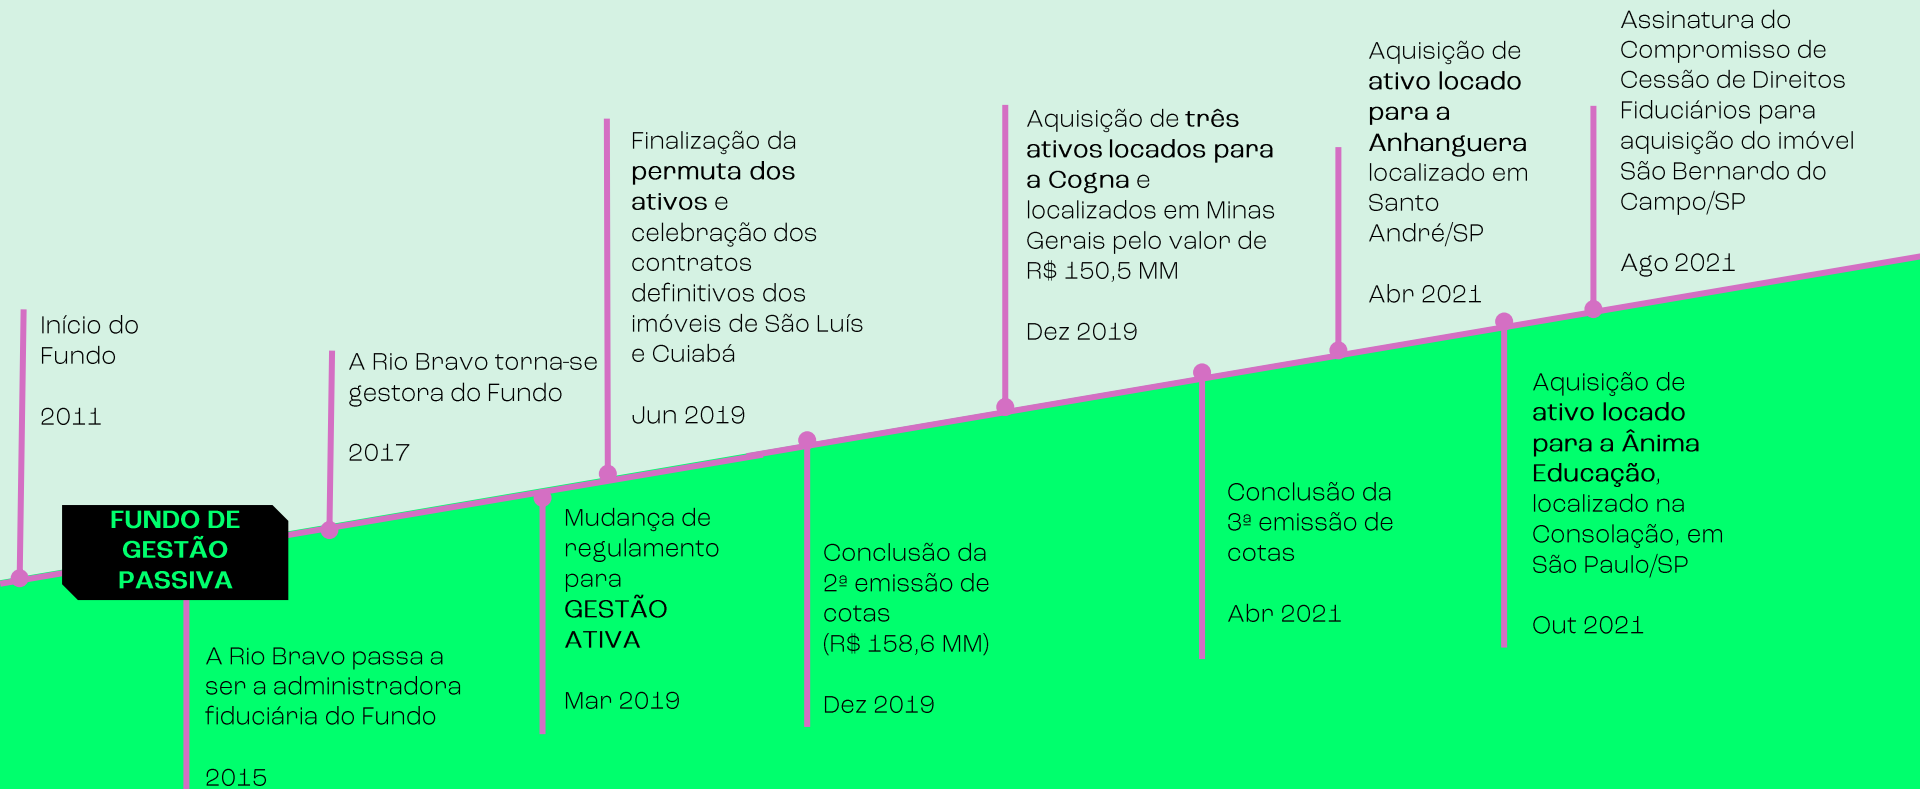 Início do
Fundo
2011
FUNDO DE
GESTÃO
PASSIVA
A Rio Bravo passa a
ser a administradora
fiduciária do Fundo
2015
A Rio Bravo torna-se
gestora do Fundo
2017
Mudança de
regulamento
para
GESTÃO
ATIVA
Mar 2019
Finalização da
permuta dos
ativos e
celebração dos
contratos
definitivos dos
imóveis de São Luís
e Cuiabá
Jun 2019
Conclusão da
2ª emissão de
cotas
(R$ 158,6 MM)
Dez 2019
Aquisição de três
ativos locados para
a Cogna e
localizados em Minas
Gerais pelo valor de
R$ 150,5 MM
Dez 2019
Conclusão da
3ª emissão de
cotas
Abr 2021
Aquisição de
ativo locado
para a
Anhanguera
localizado em
Santo
André/SP
Abr 2021
Aquisição de
ativo locado
para a Ânima
Educação,
localizado na
Consolação, em
São Paulo/SP
Out 2021
Assinatura do
Compromisso de
Cessão de Direitos
Fiduciários para
aquisição do imóvel
São Bernardo do
Campo/SP
Ago 2021